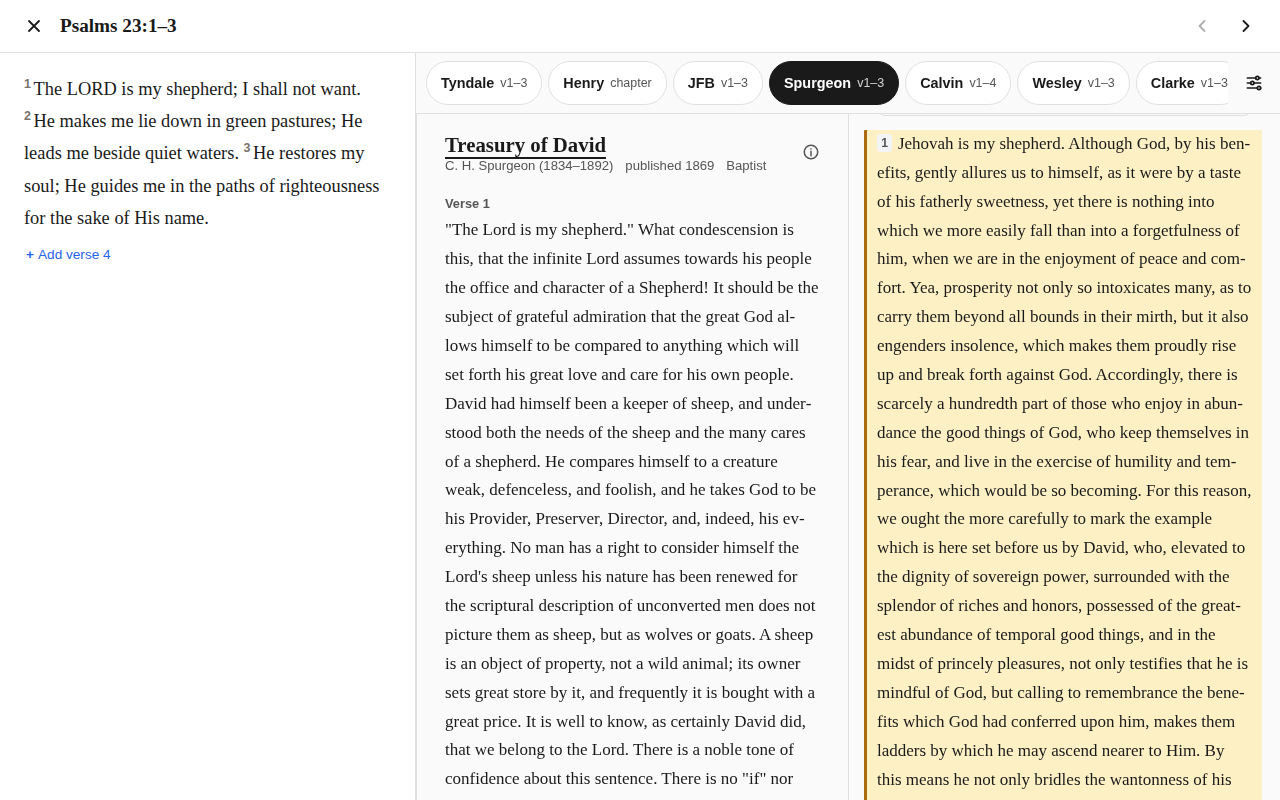 Psalms 23:1–3
1 The LORD is my shepherd; I shall not want.
2 He makes me lie down in green pastures; He
leads me beside quiet waters. 3 He restores my
soul; He guides me in the paths of righteousness
for the sake of His name.
+ Add verse 4
Tyndale v1–3 Henry chapter JFB v1–3 Spurgeon v1–3 Calvin v1–4 Wesley v1–3 Clarke v1–3
Treasury of David
C. H. Spurgeon (1834–1892) published 1869 Baptist
Verse 1
"The Lord is my shepherd." What condescension is
this, that the infinite Lord assumes towards his people
the office and character of a Shepherd! It should be the
subject of grateful admiration that the great God al-
lows himself to be compared to anything which will
set forth his great love and care for his own people.
David had himself been a keeper of sheep, and under-
stood both the needs of the sheep and the many cares
of a shepherd. He compares himself to a creature
weak, defenceless, and foolish, and he takes God to be
his Provider, Preserver, Director, and, indeed, his ev-
erything. No man has a right to consider himself the
Lord's sheep unless his nature has been renewed for
the scriptural description of unconverted men does not
picture them as sheep, but as wolves or goats. A sheep
is an object of property, not a wild animal; its owner
sets great store by it, and frequently it is bought with a
great price. It is well to know, as certainly David did,
that we belong to the Lord. There is a noble tone of
confidence about this sentence. There is no "if" nor
1 Jehovah is my shepherd. Although God, by his ben-
efits, gently allures us to himself, as it were by a taste
of his fatherly sweetness, yet there is nothing into
which we more easily fall than into a forgetfulness of
him, when we are in the enjoyment of peace and com-
fort. Yea, prosperity not only so intoxicates many, as to
carry them beyond all bounds in their mirth, but it also
engenders insolence, which makes them proudly rise
up and break forth against God. Accordingly, there is
scarcely a hundredth part of those who enjoy in abun-
dance the good things of God, who keep themselves in
his fear, and live in the exercise of humility and tem-
perance, which would be so becoming. For this reason,
we ought the more carefully to mark the example
which is here set before us by David, who, elevated to
the dignity of sovereign power, surrounded with the
splendor of riches and honors, possessed of the great-
est abundance of temporal good things, and in the
midst of princely pleasures, not only testifies that he is
mindful of God, but calling to remembrance the bene-
fits which God had conferred upon him, makes them
ladders by which he may ascend nearer to Him. By
this means he not only bridles the wantonness of his